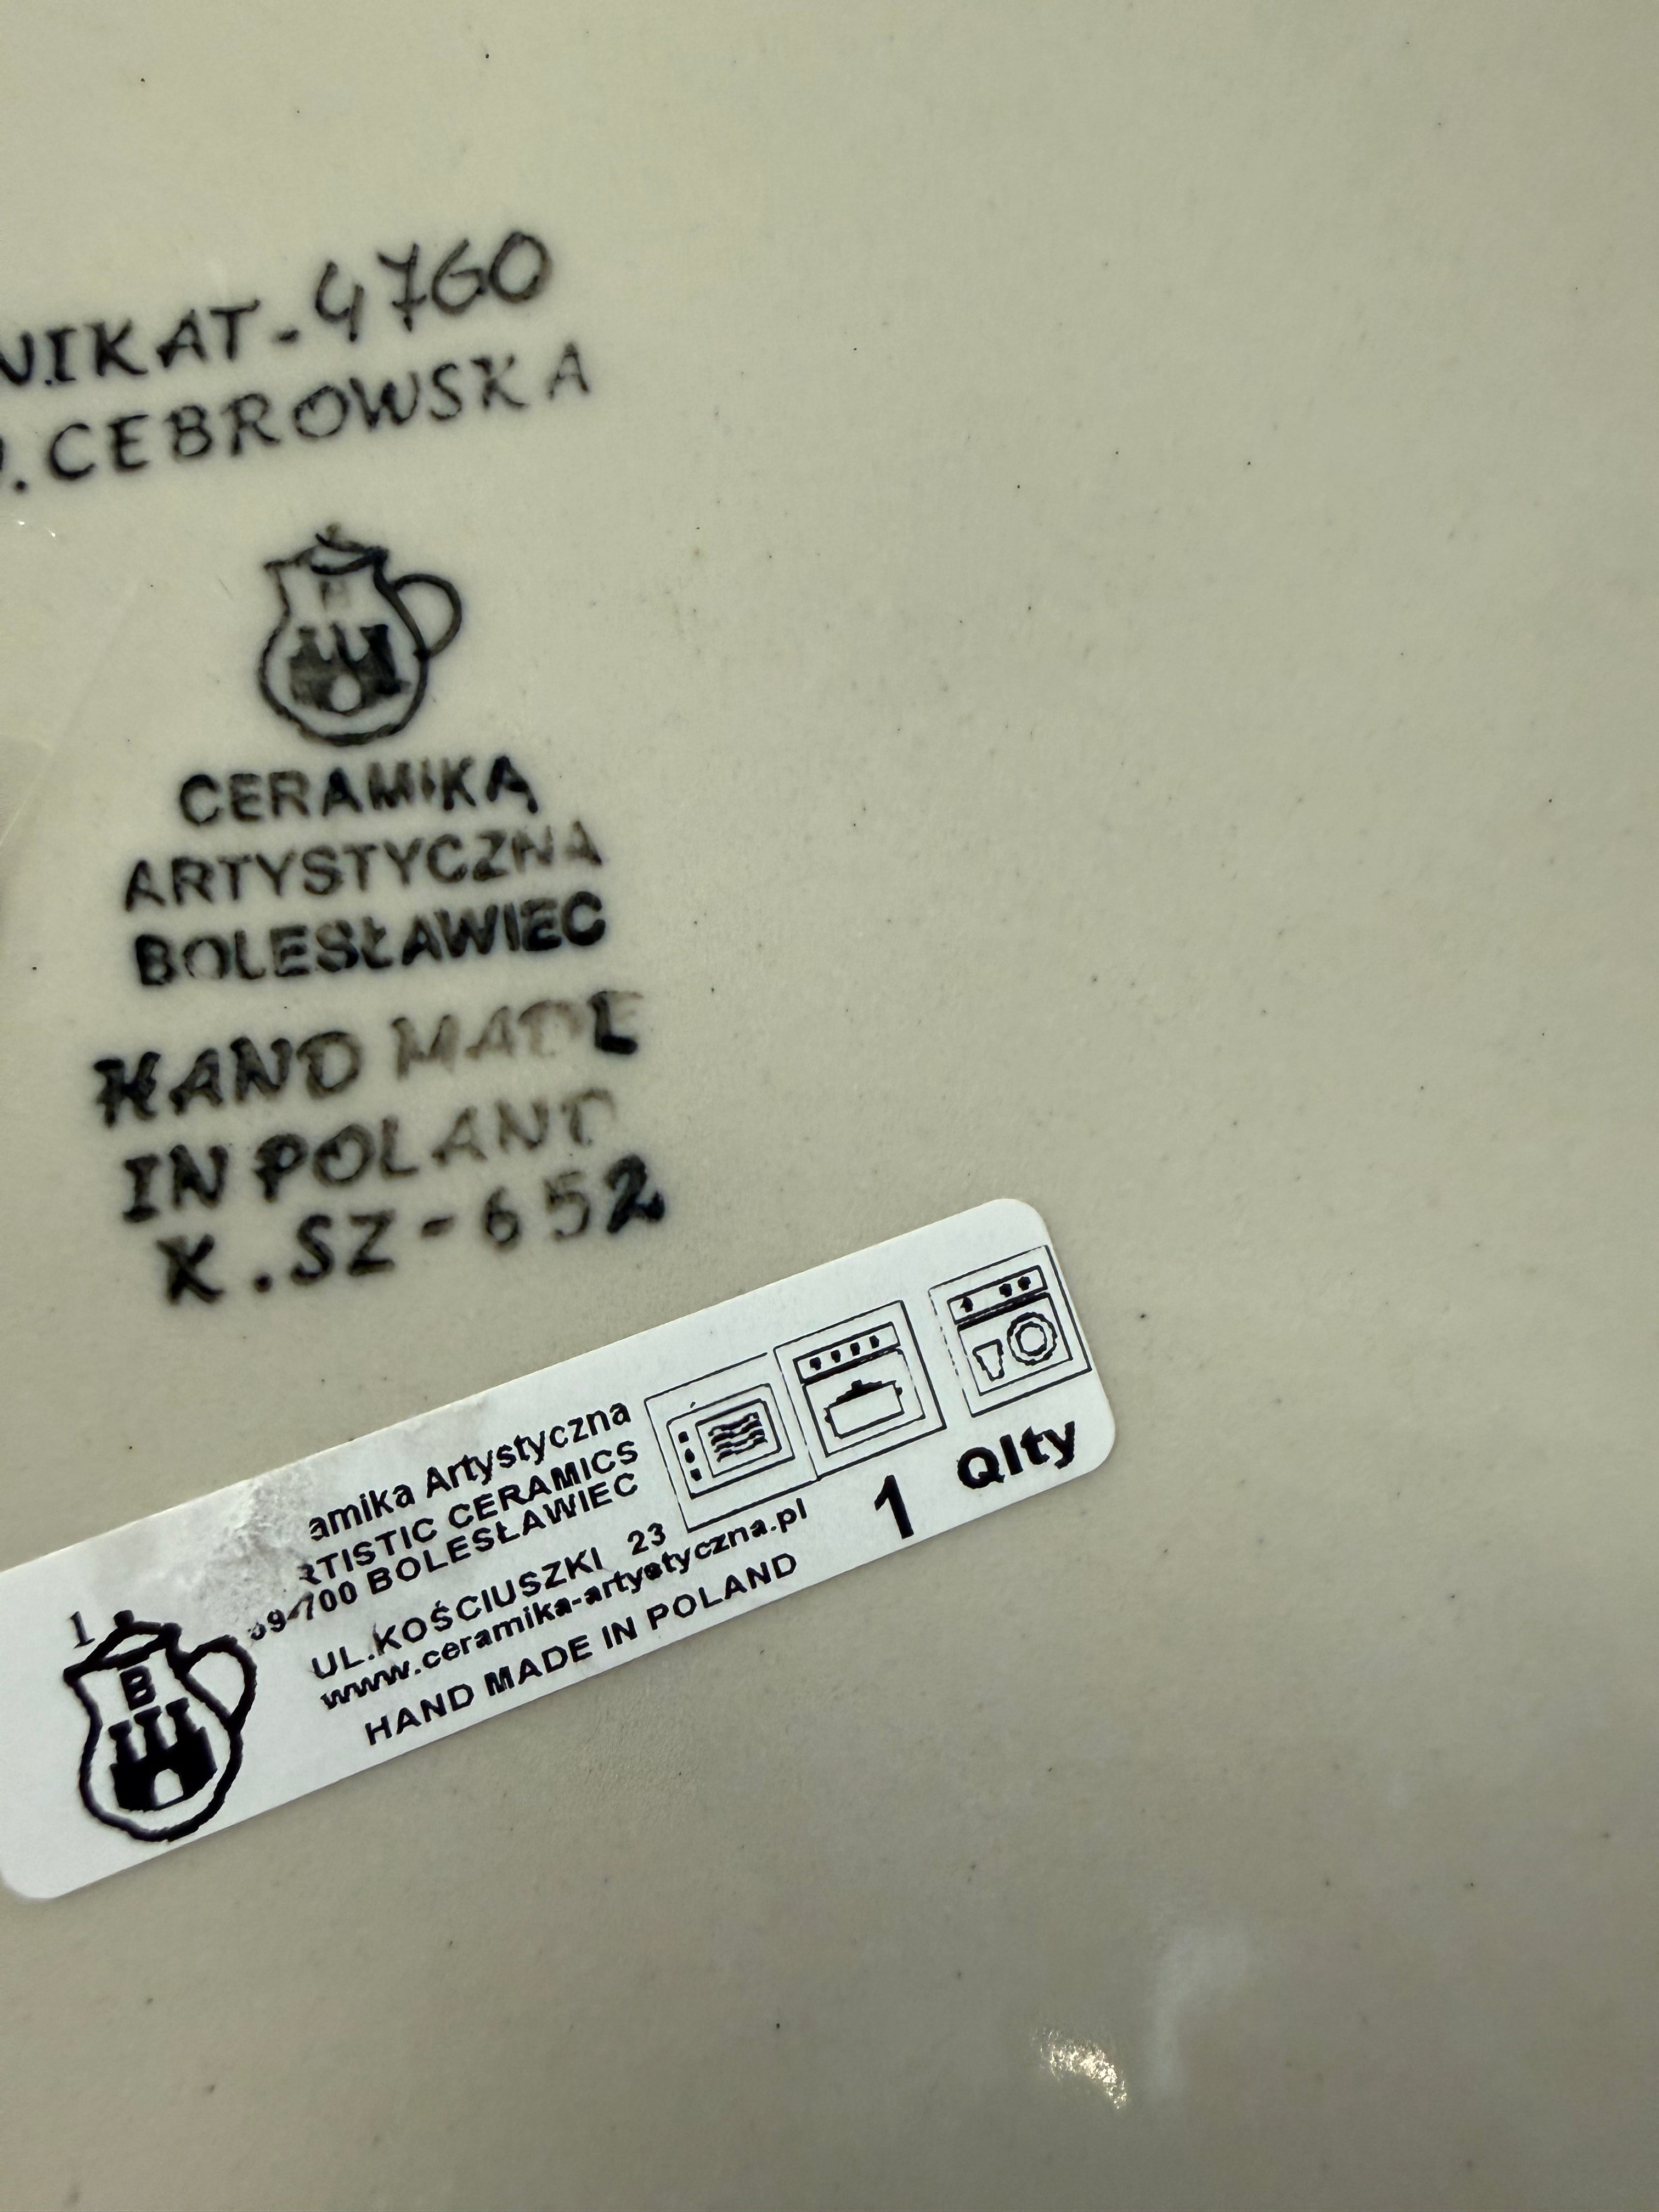 NIKAT-4760
.CEBROWSKA
CERAMIKA
ARTYSTYCZNA
BOLESŁAWIEC
HAND MADE
IN POLAND
X.SZ-652
amika Artystyczna
RTISTIC CERAMICS
59-700 BOLESŁAWIEC
UL.KOŚCIUSZKI 23
www.ceramika-artystyczna.pl
HAND MADE IN POLAND
1 Qlty
1
B